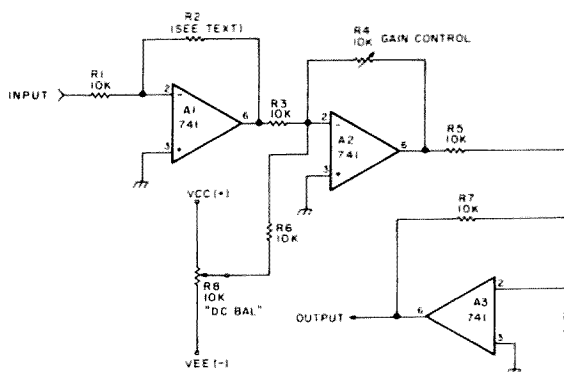 R2
(SEE TEXT)
R4
10K GAIN CONTROL
R1
10K
INPUT
2
-
A1
741
6
3
+
R3
10K
2
-
A2
741
6
3
+
R5
10K
VCC (+)
R6
10K
R7
10K
R8
10K
"DC BAL"
OUTPUT
6
A3
741
2
3
VEE (-)